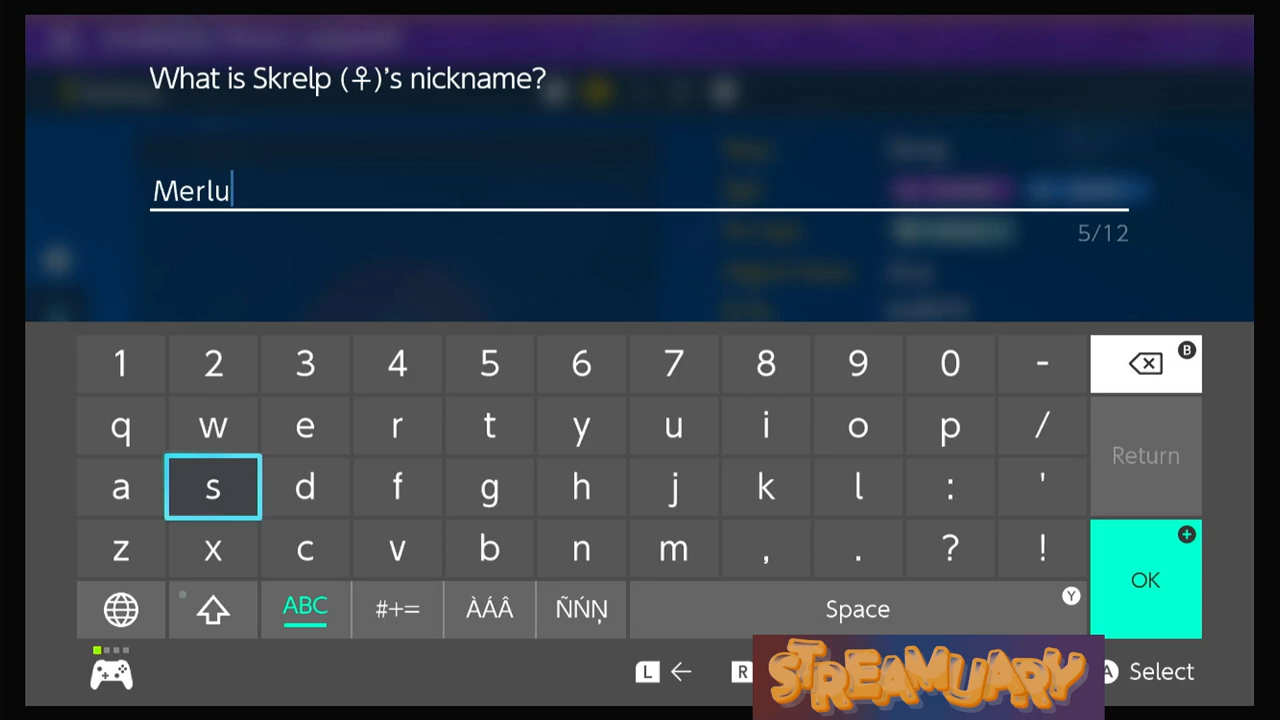 What is Skrelp (♀)'s nickname?
Merlu
5/12
1 2 3 4 5 6 7 8 9 0 - B
q w e r t y u i o p / Return
a s d f g h j k l : '
z x c v b n m , . ? ! + OK
ABC #+= ÀÁÂ ÑŃŅ Space Y
L ← R A Select
STREAMUARY